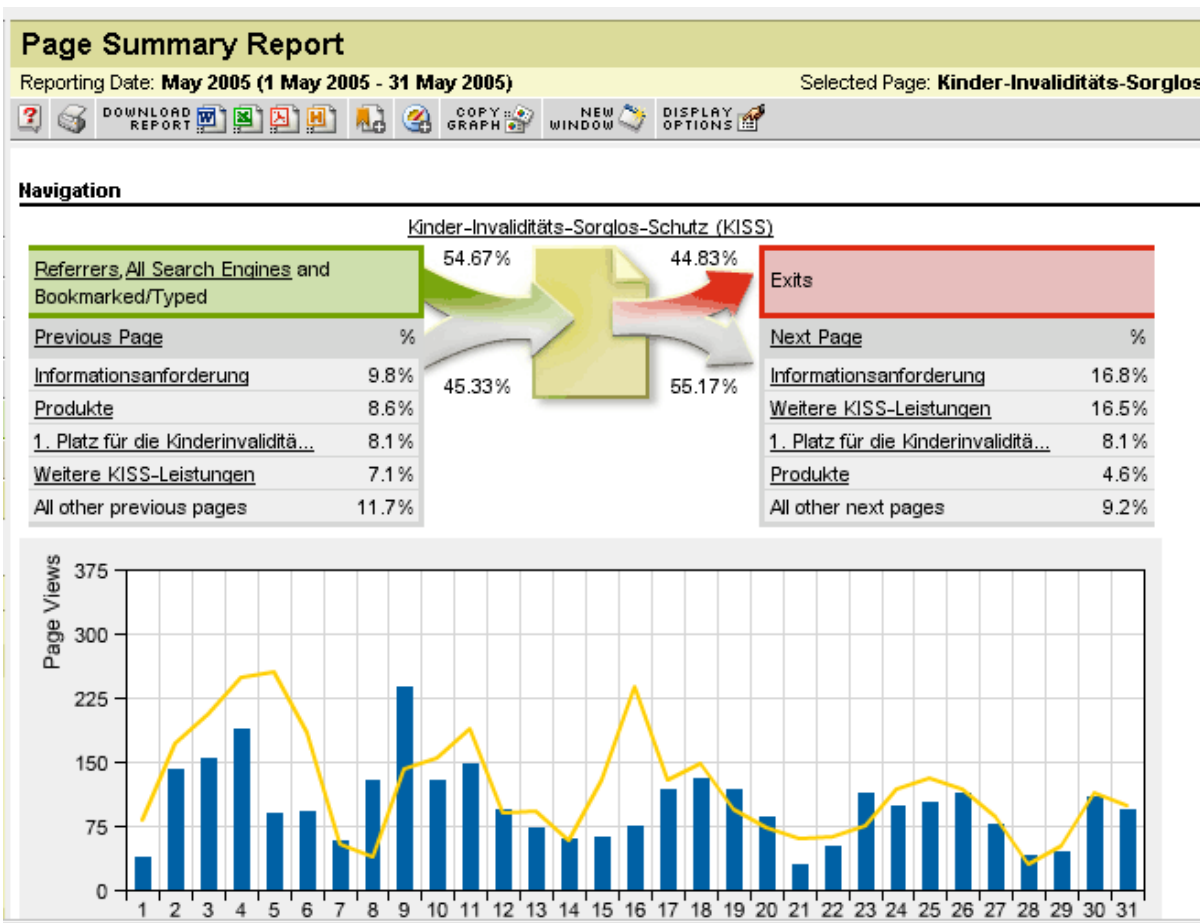 Page Summary Report
Reporting Date: May 2005 (1 May 2005 - 31 May 2005) Selected Page: Kinder-Invaliditäts-Sorglos
DOWNLOAD REPORT COPY GRAPH NEW WINDOW DISPLAY OPTIONS
Navigation
Kinder-Invaliditäts-Sorglos-Schutz (KISS)
54.67% 44.83%
Referrers, All Search Engines and
Bookmarked/Typed
Exits
Previous Page % Next Page %
45.33% 55.17%
Informationsanforderung 9.8% Informationsanforderung 16.8%
Produkte 8.6% Weitere KISS-Leistungen 16.5%
1. Platz für die Kinderinvaliditä... 8.1% 1. Platz für die Kinderinvaliditä... 8.1%
Weitere KISS-Leistungen 7.1% Produkte 4.6%
All other previous pages 11.7% All other next pages 9.2%
Page Views
375
300
225
150
75
0
1 2 3 4 5 6 7 8 9 10 11 12 13 14 15 16 17 18 19 20 21 22 23 24 25 26 27 28 29 30 31